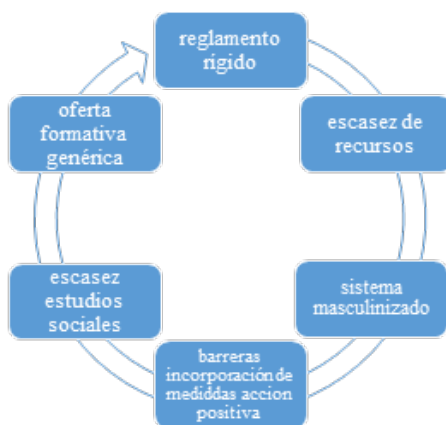 reglamento
rígido
escasez de
recursos
sistema
masculinizado
barreras
incorporación de
mediddas accion
positiva
escasez
estudios
sociales
oferta
formativa
genérica